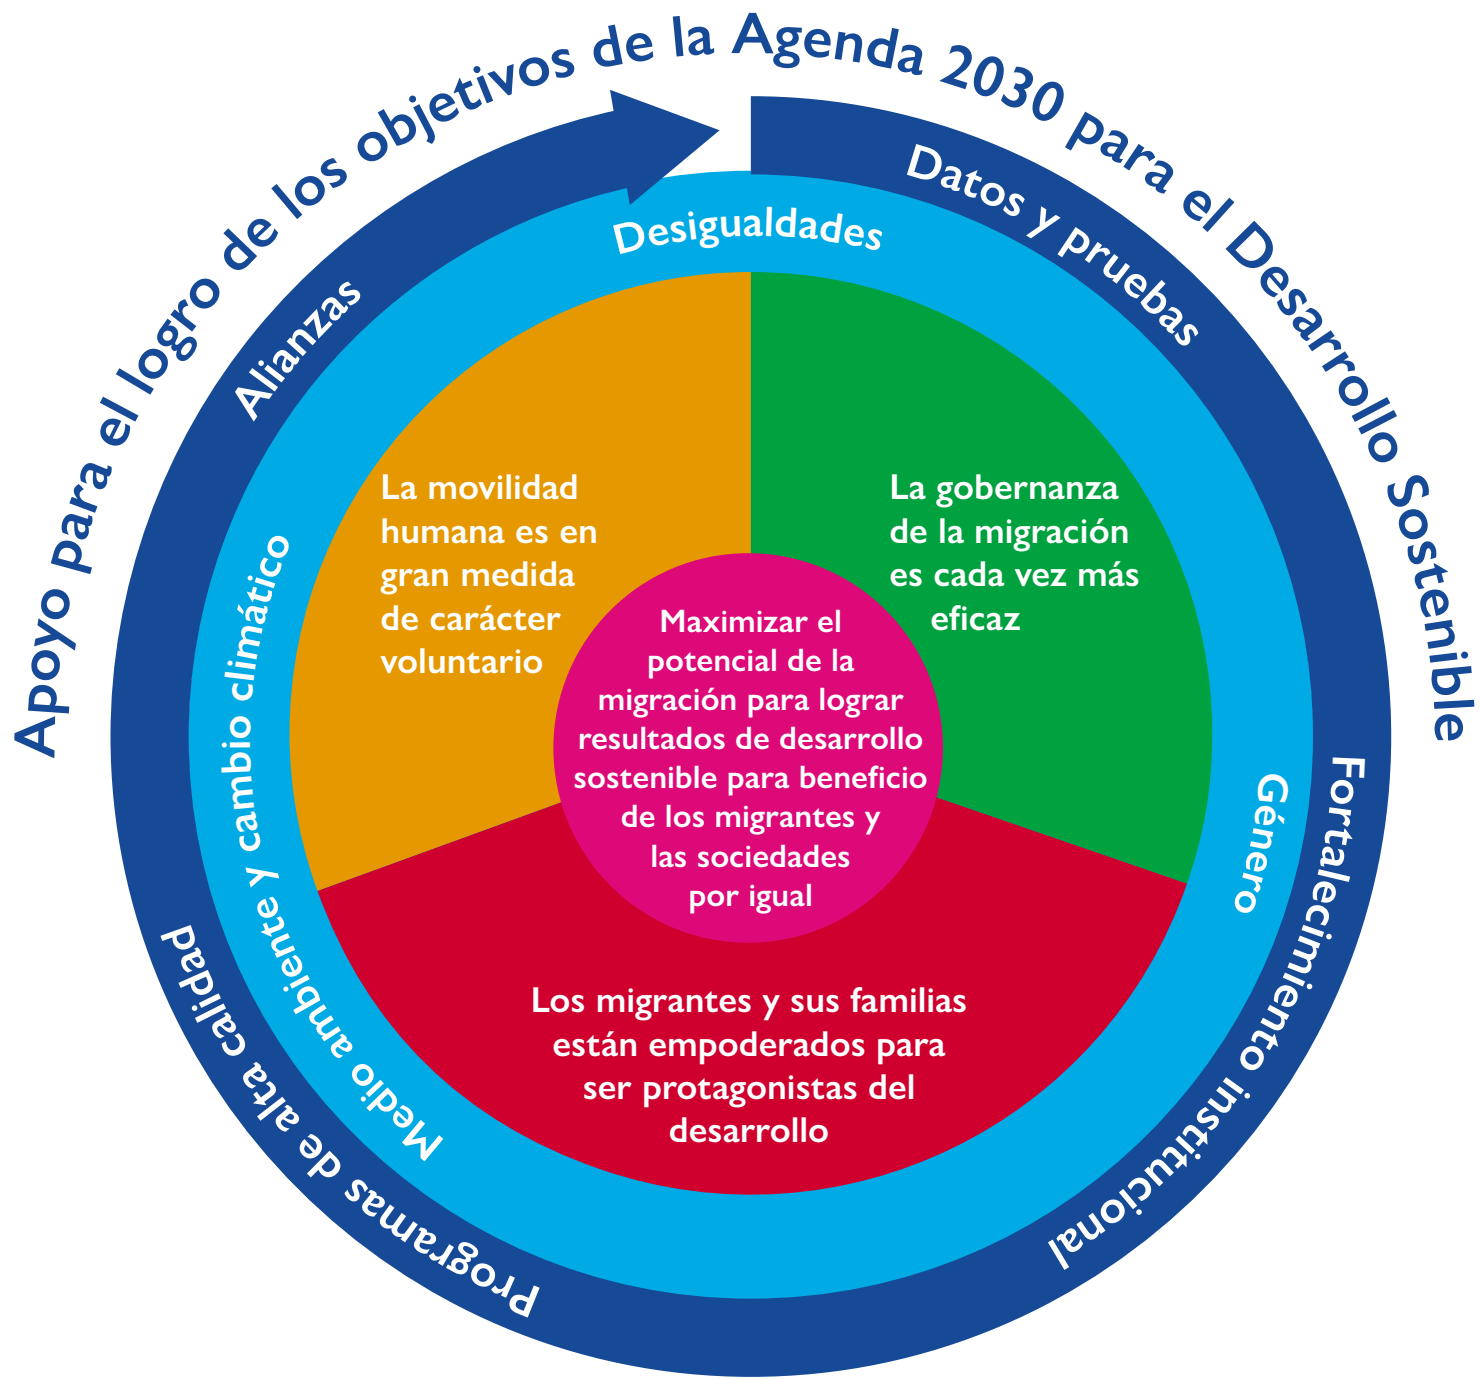 Apoyo para el logro de los objetivos de la Agenda 2030 para el Desarrollo Sostenible
Datos y pruebas
Fortalecimiento institucional
Programas de alta calidad
Alianzas
Desigualdades
Género
Medio ambiente y cambio climático
La movilidad
humana es en
gran medida
de carácter
voluntario
La gobernanza
de la migración
es cada vez más
eficaz
Maximizar el
potencial de la
migración para lograr
resultados de desarrollo
sostenible para beneficio
de los migrantes y
las sociedades
por igual
Los migrantes y sus familias
están empoderados para
ser protagonistas del
desarrollo